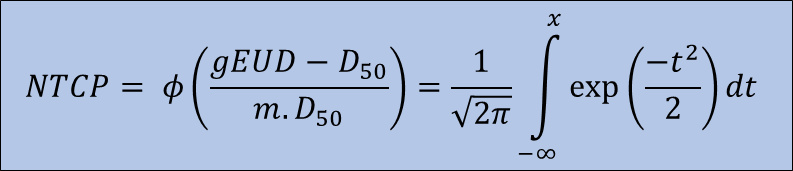 NTCP = ϕ((gEUD − D₅₀)/(m.D₅₀)) = 1/√(2π) ∫_{−∞}^{x} exp(−t²/2) dt